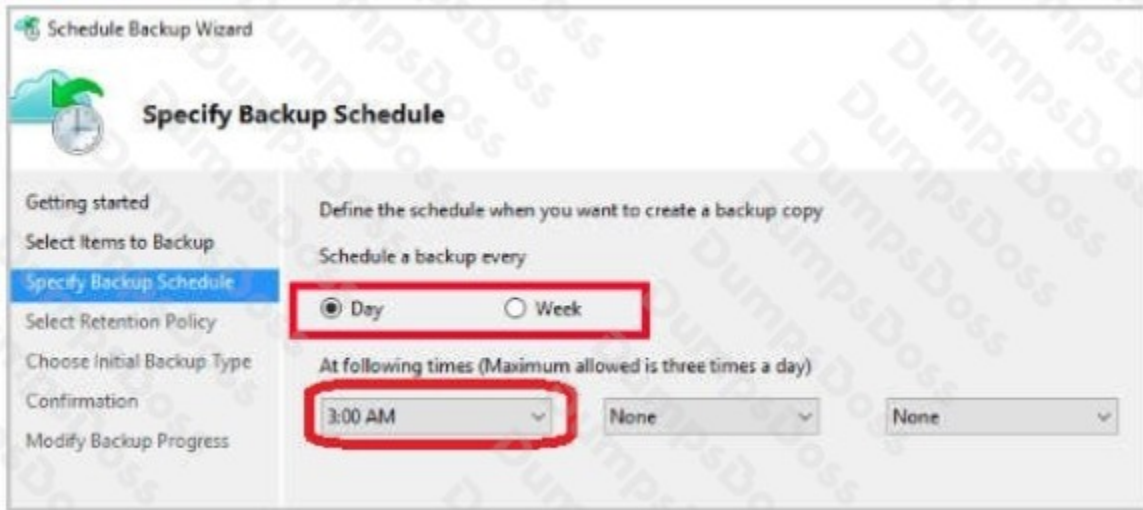 Schedule Backup Wizard
Specify Backup Schedule
Getting started
Select Items to Backup
Specify Backup Schedule
Select Retention Policy
Choose Initial Backup Type
Confirmation
Modify Backup Progress
Define the schedule when you want to create a backup copy
Schedule a backup every
Day Week
At following times (Maximum allowed is three times a day)
3:00 AM None None
DumpsDoss